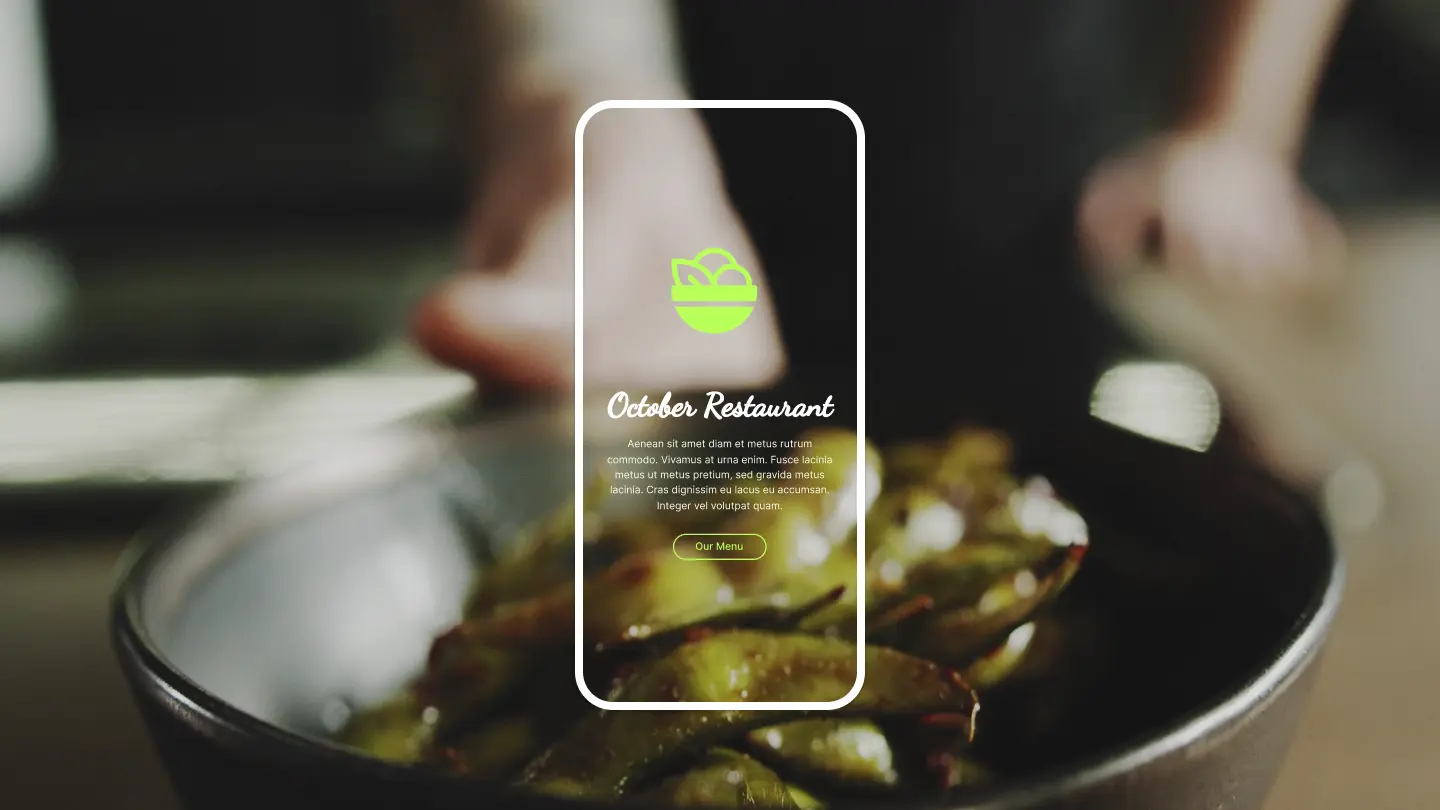 October Restaurant
Aenean sit amet diam et metus rutrum
commodo. Vivamus at urna enim. Fusce lacinia
metus ut metus pretium, sed gravida metus
lacinia. Cras dignissim eu lacus eu accumsan.
Integer vel volutpat quam.
Our Menu